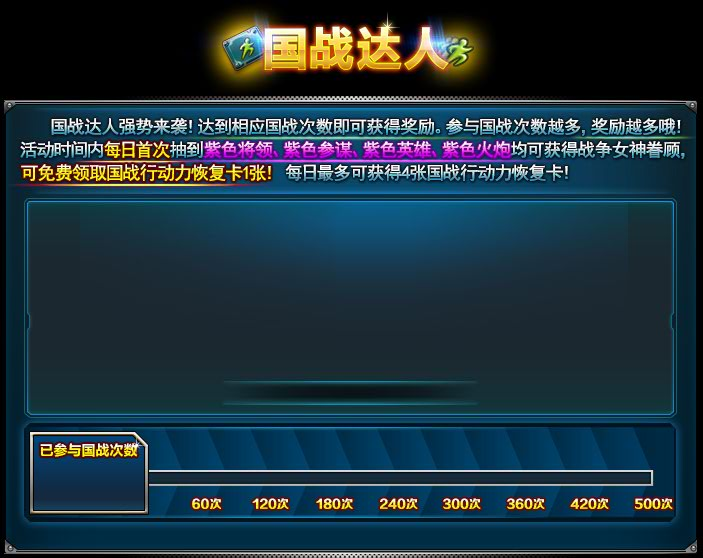 国战达人
国战达人强势来袭！达到相应国战次数即可获得奖励。参与国战次数越多，奖励越多哦！
活动时间内每日首次抽到紫色将领、紫色参谋、紫色英雄、紫色火炮均可获得战争女神眷顾，
可免费领取国战行动力恢复卡1张！ 每日最多可获得4张国战行动力恢复卡！
已参与国战次数
60次 120次 180次 240次 300次 360次 420次 500次